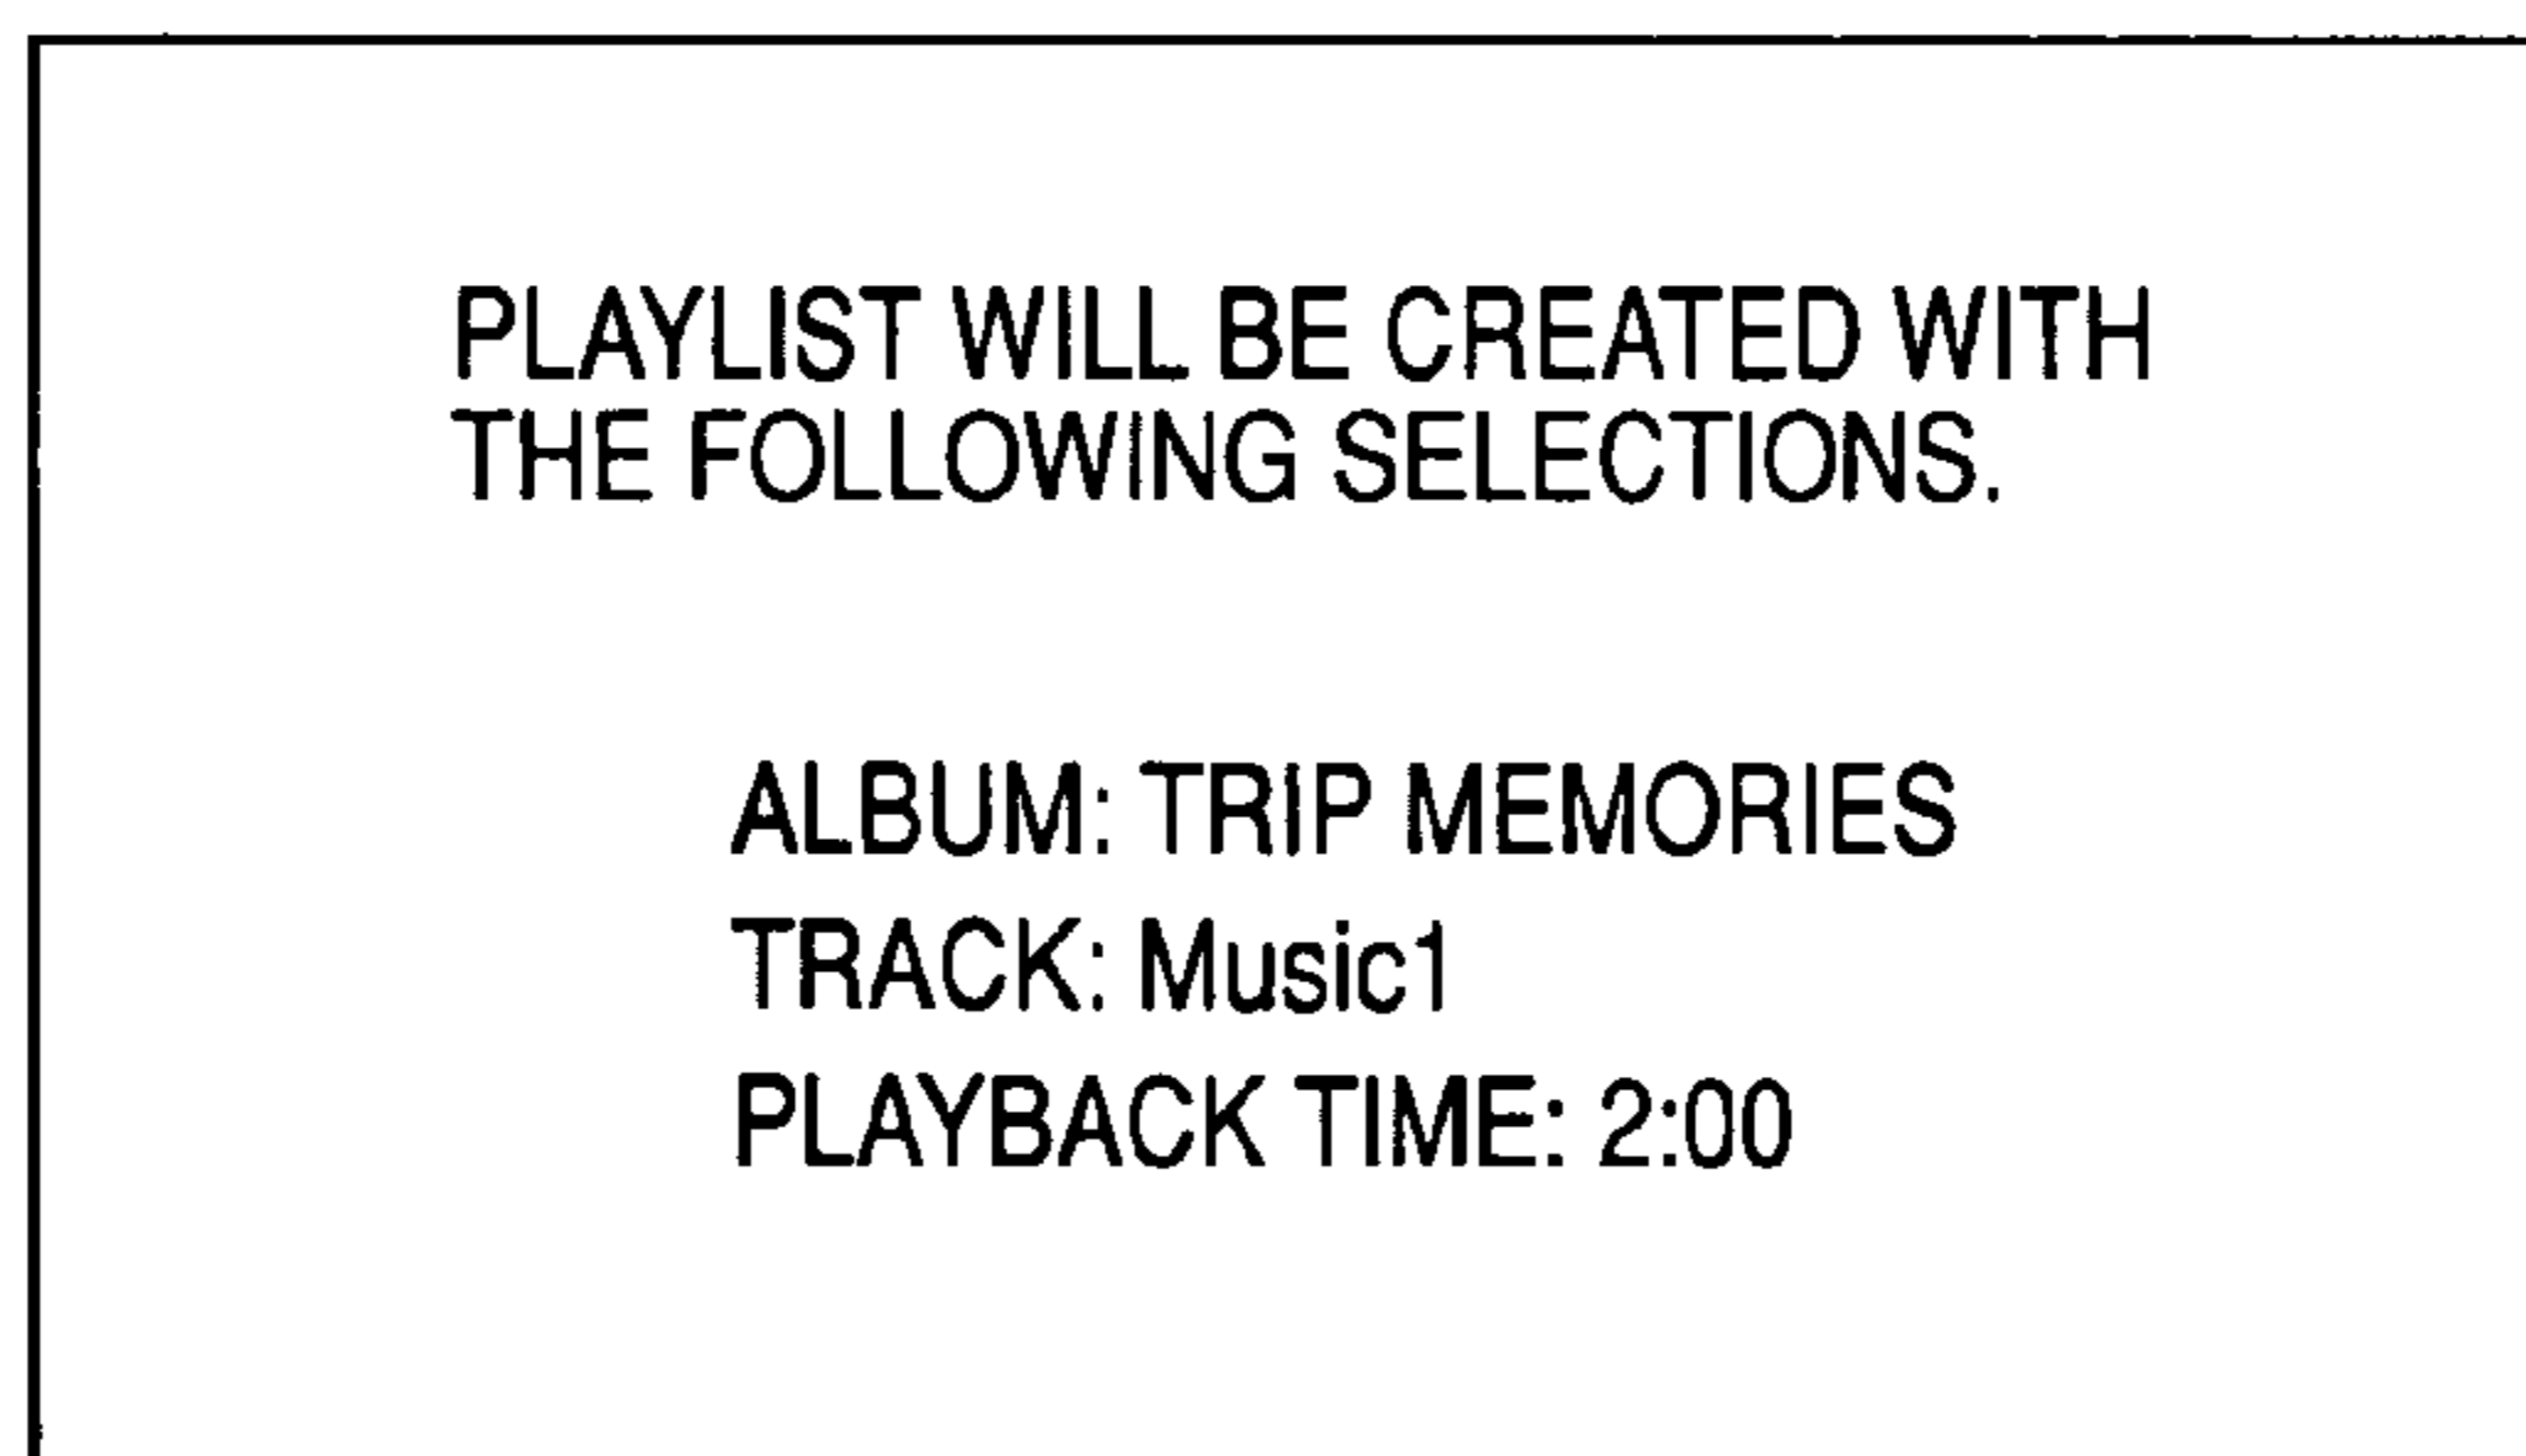 PLAYLIST WILL BE CREATED WITH
THE FOLLOWING SELECTIONS.
ALBUM: TRIP MEMORIES
TRACK: Music1
PLAYBACK TIME: 2:00